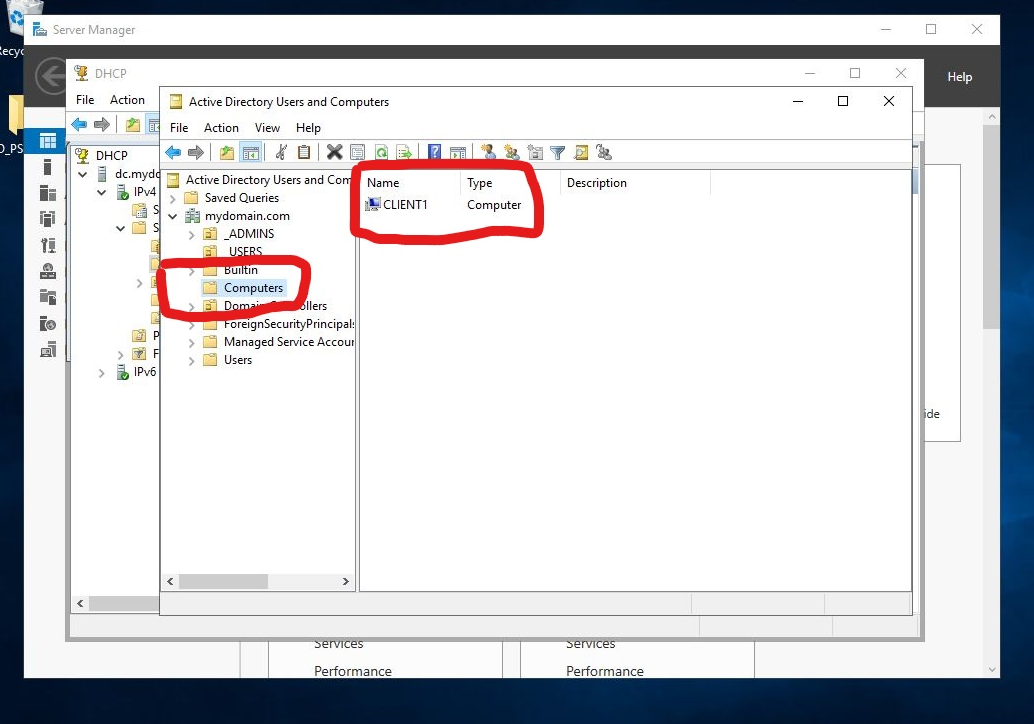 Server Manager
Recyc
DHCP
Help
File Action
Active Directory Users and Computers
File Action View Help
D_PS
DHCP
dc.mydo
IPv4
S
S
P
F
IPv6
Active Directory Users and Com
Saved Queries
mydomain.com
_ADMINS
_USERS
Builtin
Computers
Domain Controllers
ForeignSecurityPrincipals
Managed Service Accour
Users
Name Type Description
CLIENT1 Computer
ide
Services Services
Performance Performance